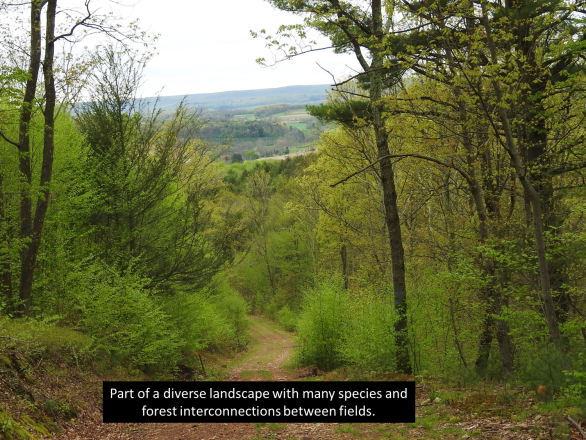 Part of a diverse landscape with many species and
forest interconnections between fields.